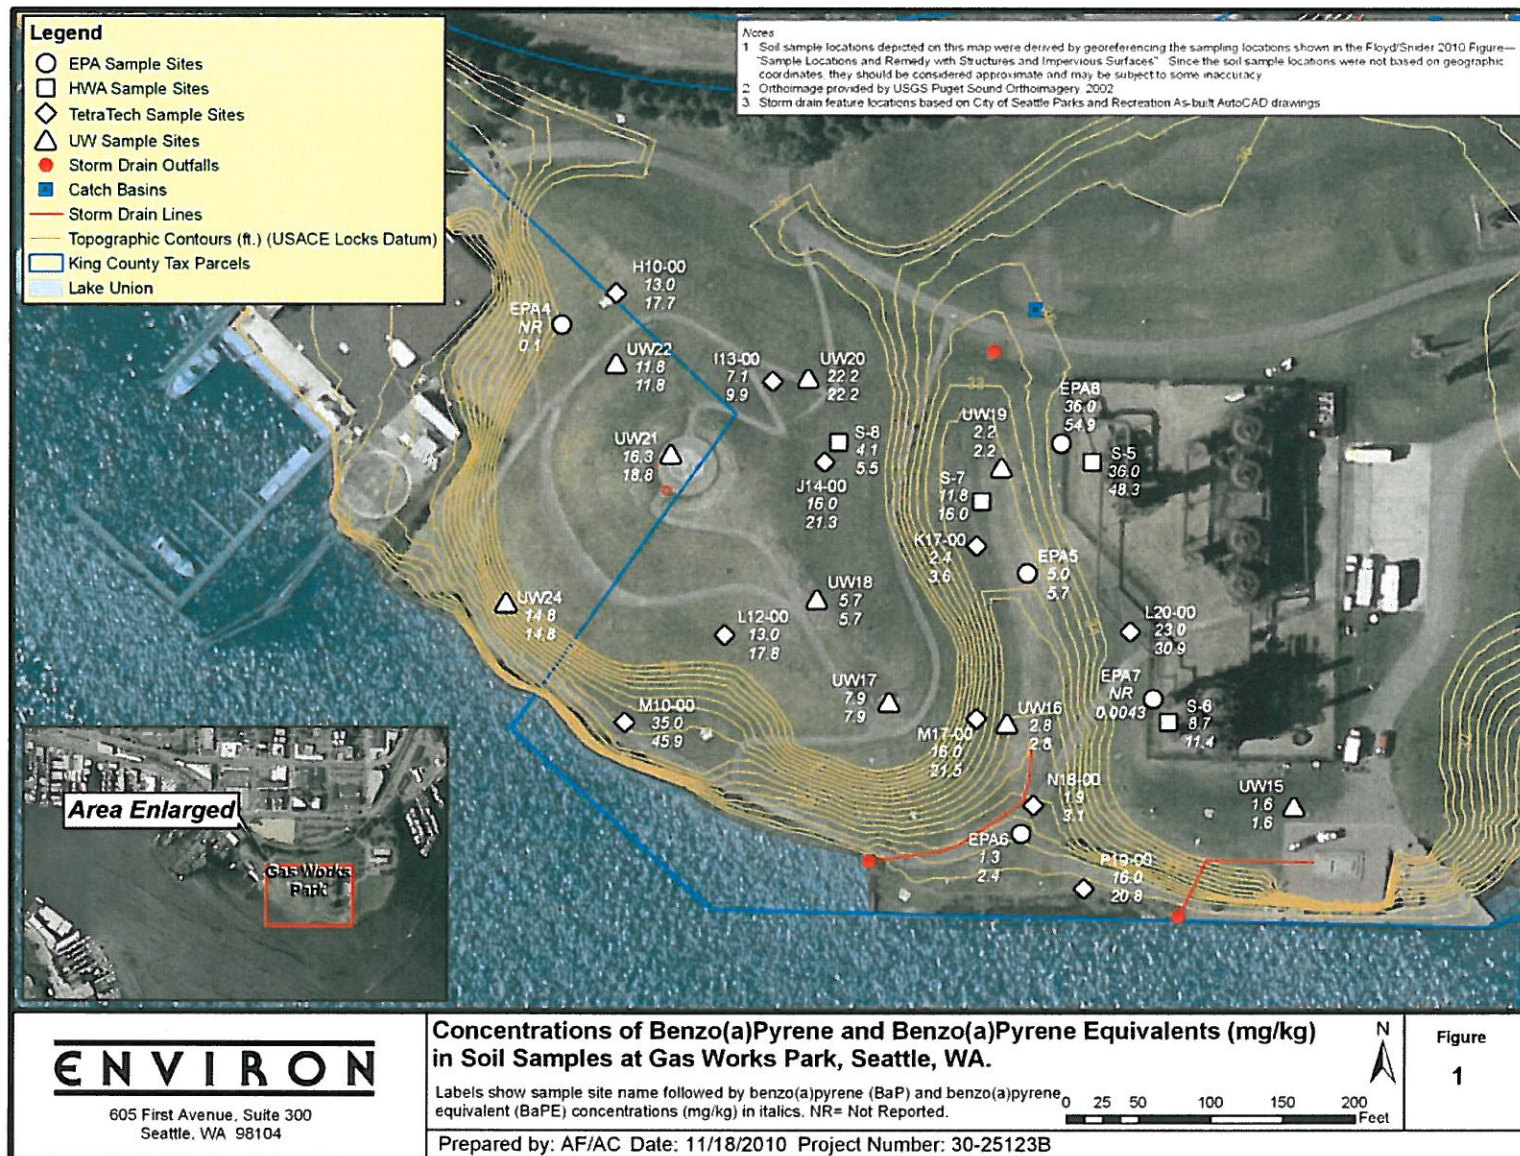 Legend
EPA Sample Sites
HWA Sample Sites
TetraTech Sample Sites
UW Sample Sites
Storm Drain Outfalls
Catch Basins
Storm Drain Lines
Topographic Contours (ft.) (USACE Locks Datum)
King County Tax Parcels
Lake Union
Notes
1 Soil sample locations depicted on this map were derived by georeferencing the sampling locations shown in the Floyd/Snider 2010 Figure—
"Sample Locations and Remedy with Structures and Impervious Surfaces" Since the soil sample locations were not based on geographic
coordinates, they should be considered approximate and may be subject to some inaccuracy
2 Orthoimage provided by USGS Puget Sound Orthoimagery, 2002
3. Storm drain feature locations based on City of Seattle Parks and Recreation As-built AutoCAD drawings
H10-00
13.0
17.7
EPA4
NR
0.1
UW22
11.8
11.8
I13-00
7.1
9.9
UW20
22.2
22.2
33
EPA8
36.0
54.9
UW19
2.2
2.2
UW21
16.3
18.8
S-8
4.1
5.5
J14-00
16.0
21.3
S-5
36.0
48.3
S-7
11.8
16.0
K17-00
2.4
3.6
EPA5
5.0
5.7
UW24
14.8
14.8
UW18
5.7
5.7
L12-00
13.0
17.8
L20-00
23.0
30.9
EPA7
NR
0.0043
S-6
8.7
11.4
UW17
7.9
7.9
M10-00
35.0
45.9
M17-00
16.0
21.5
UW16
2.8
2.8
N18-00
1.9
3.1
UW15
1.6
1.6
EPA6
1.3
2.4
P19-00
16.0
20.8
Area Enlarged
Gas Works
Park
ENVIRON
605 First Avenue, Suite 300
Seattle, WA 98104
Concentrations of Benzo(a)Pyrene and Benzo(a)Pyrene Equivalents (mg/kg)
in Soil Samples at Gas Works Park, Seattle, WA.
Labels show sample site name followed by benzo(a)pyrene (BaP) and benzo(a)pyrene
equivalent (BaPE) concentrations (mg/kg) in italics. NR= Not Reported.
N
0 25 50 100 150 200
Feet
Prepared by: AF/AC Date: 11/18/2010 Project Number: 30-25123B
Figure
1